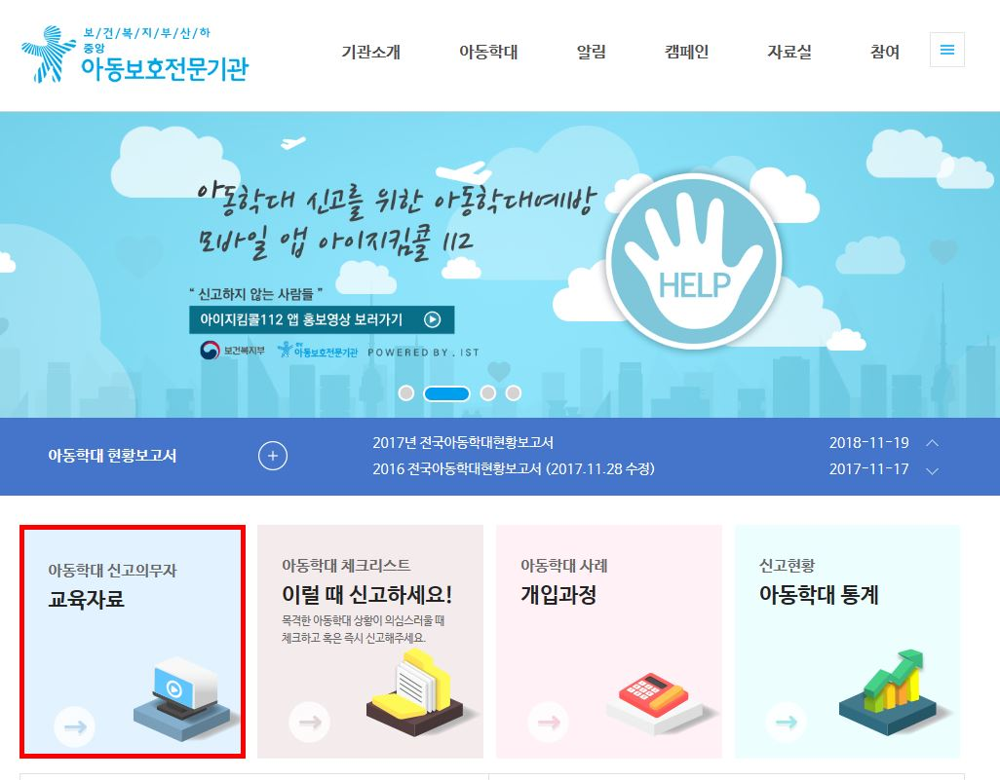 보/건/복/지/부/산/하
중앙
아동보호전문기관
기관소개 아동학대 알림 캠페인 자료실 참여
아동학대 신고를 위한 아동학대예방
모바일 앱 아이지킴콜 112
HELP
“ 신고하지 않는 사람들 ”
아이지킴콜112 앱 홍보영상 보러가기
보건복지부 중앙 아동보호전문기관 POWERED BY . IST
아동학대 현황보고서
2017년 전국아동학대현황보고서 2018-11-19
2016 전국아동학대현황보고서 (2017.11.28 수정) 2017-11-17
아동학대 신고의무자
교육자료
아동학대 체크리스트
이럴 때 신고하세요!
목격한 아동학대 상황이 의심스러울 때
체크하고 혹은 즉시 신고해주세요.
아동학대 사례
개입과정
신고현황
아동학대 통계